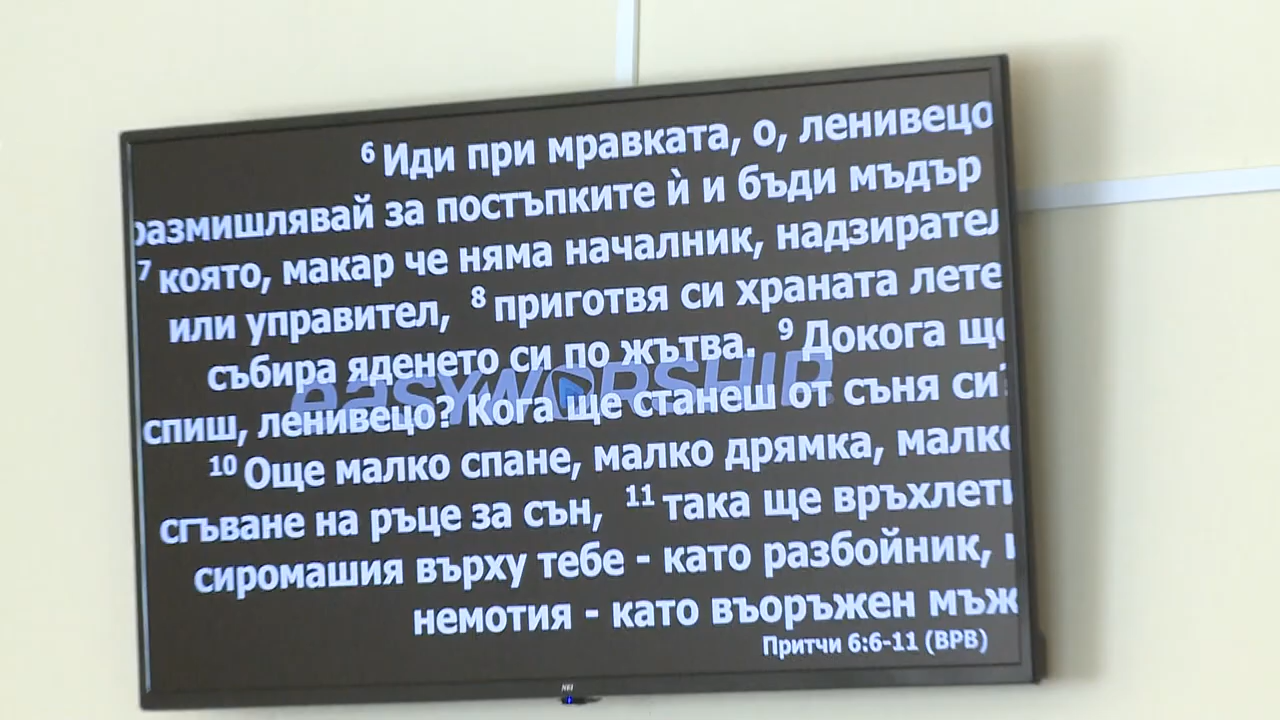 6 Иди при мравката, о, ленивецо
размишлявай за постъпките ѝ и бъди мъдър
7 която, макар че няма началник, надзирател
или управител, 8 приготвя си храната лете
събира яденето си по жътва. 9 Докога ще
спиш, ленивецо? Кога ще станеш от съня си?
10 Още малко спане, малко дрямка, малко
сгъване на ръце за сън, 11 така ще връхлети
сиромашия върху тебе - като разбойник,
немотия - като въоръжен мъж
Притчи 6:6-11 (ВРВ)
easyworship